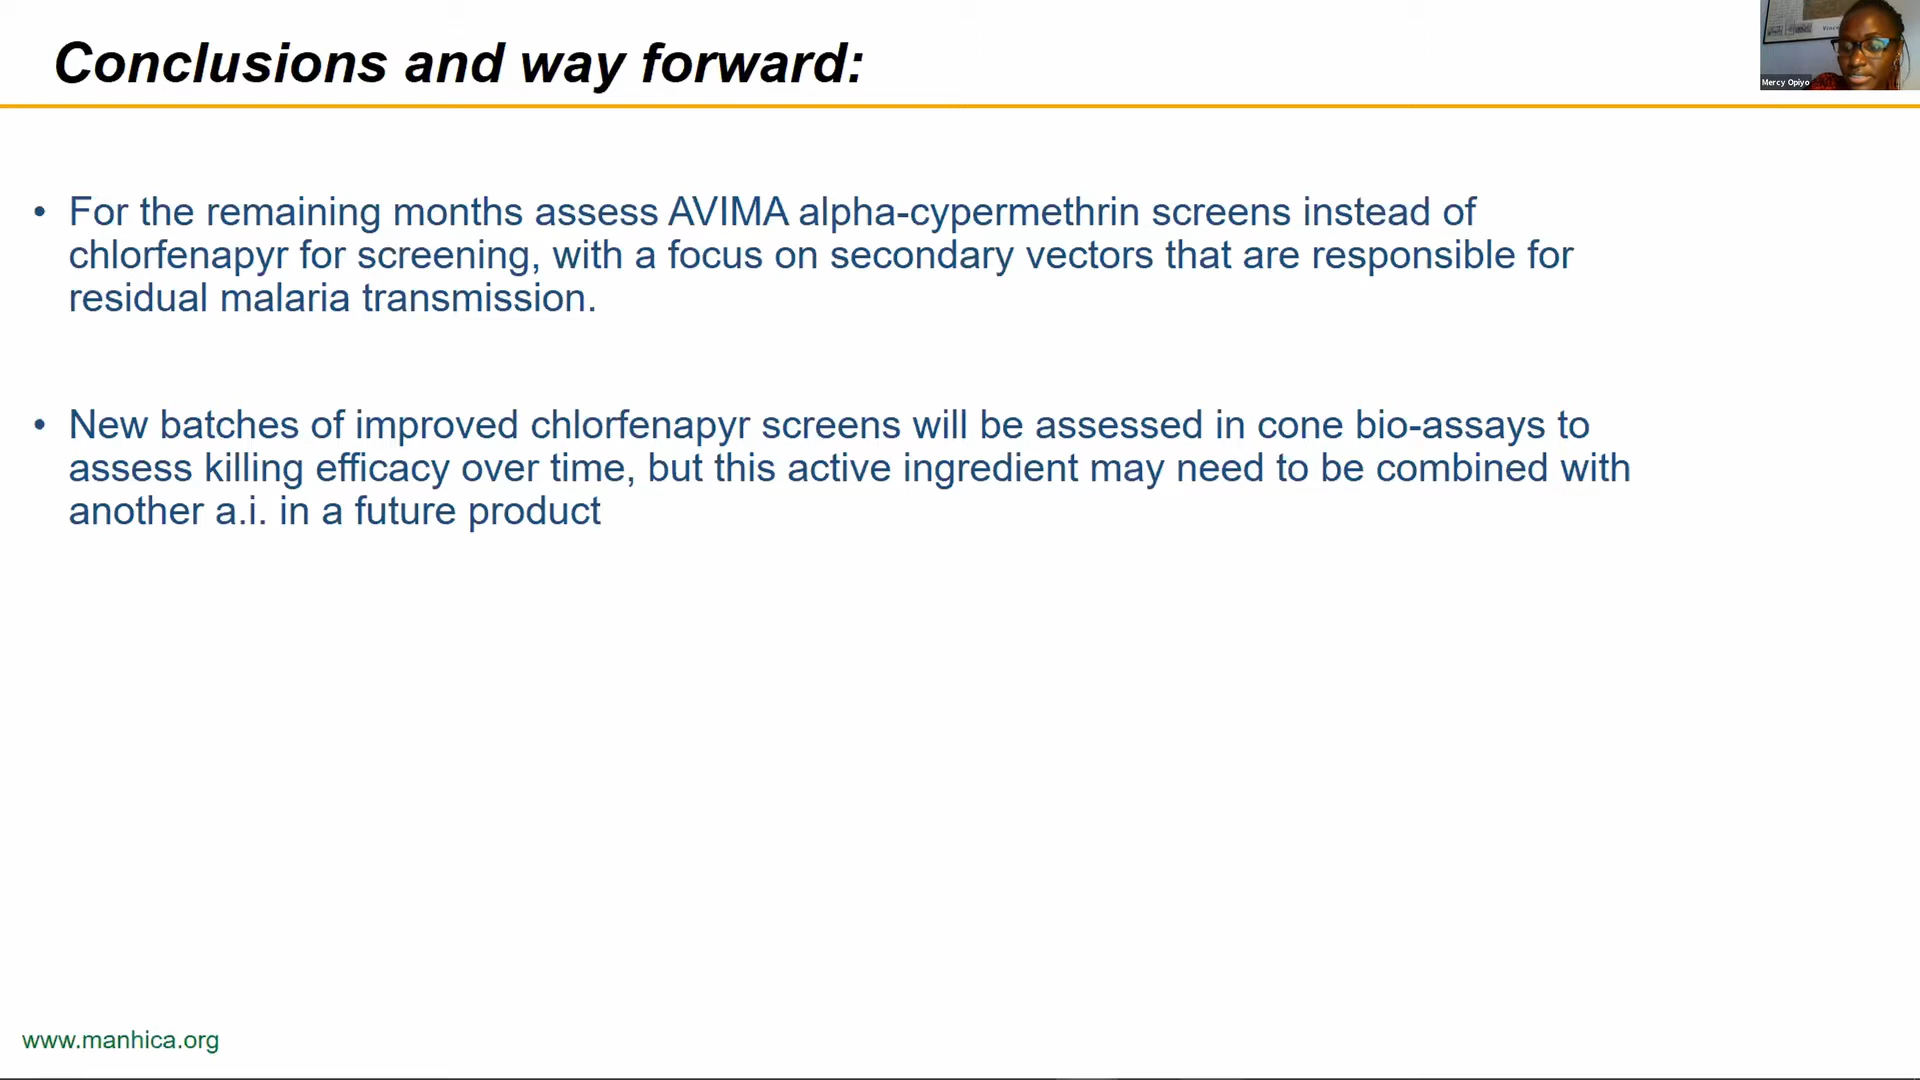 Conclusions and way forward:
Mercy Opiyo
• For the remaining months assess AVIMA alpha-cypermethrin screens instead of
chlorfenapyr for screening, with a focus on secondary vectors that are responsible for
residual malaria transmission.
• New batches of improved chlorfenapyr screens will be assessed in cone bio-assays to
assess killing efficacy over time, but this active ingredient may need to be combined with
another a.i. in a future product
www.manhica.org